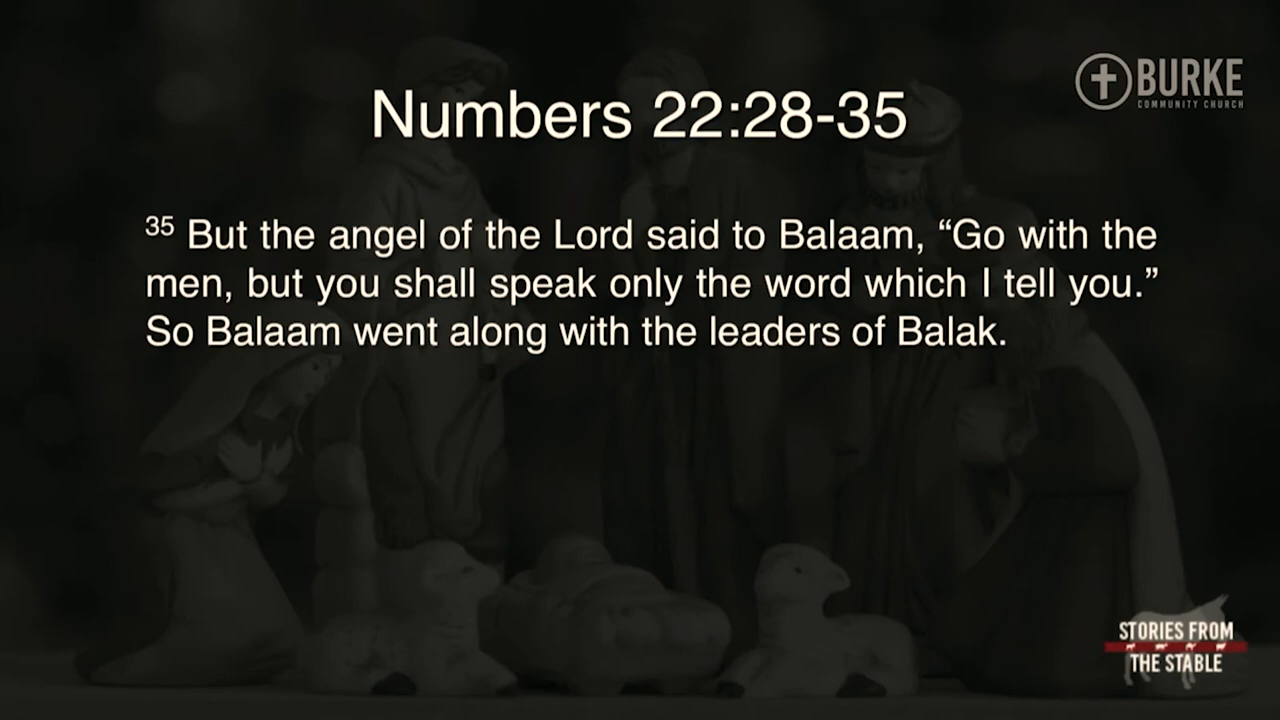 BURKE
COMMUNITY CHURCH
Numbers 22:28-35
35 But the angel of the Lord said to Balaam, “Go with the
men, but you shall speak only the word which I tell you.”
So Balaam went along with the leaders of Balak.
STORIES FROM
THE STABLE